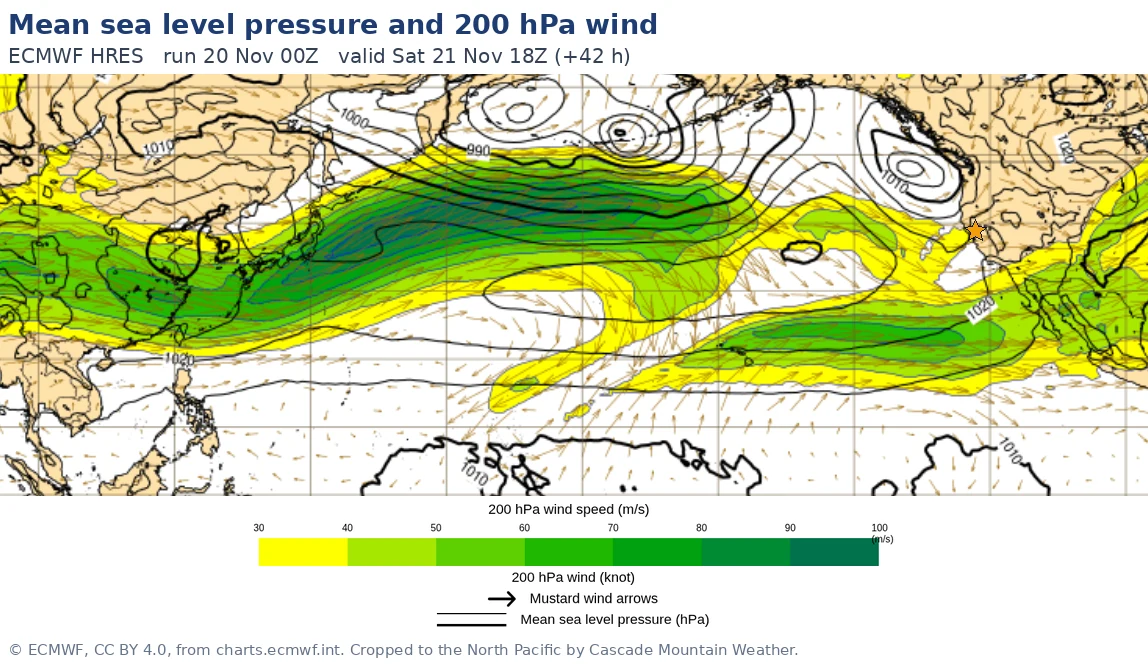 Mean sea level pressure and 200 hPa wind
ECMWF HRES run 20 Nov 00Z valid Sat 21 Nov 18Z (+42 h)
1000
1010
990
1020
1010
1020
1020
1010
1010
200 hPa wind speed (m/s)
30 40 50 60 70 80 90 100
(m/s)
200 hPa wind (knot)
Mustard wind arrows
Mean sea level pressure (hPa)
© ECMWF, CC BY 4.0, from charts.ecmwf.int. Cropped to the North Pacific by Cascade Mountain Weather.